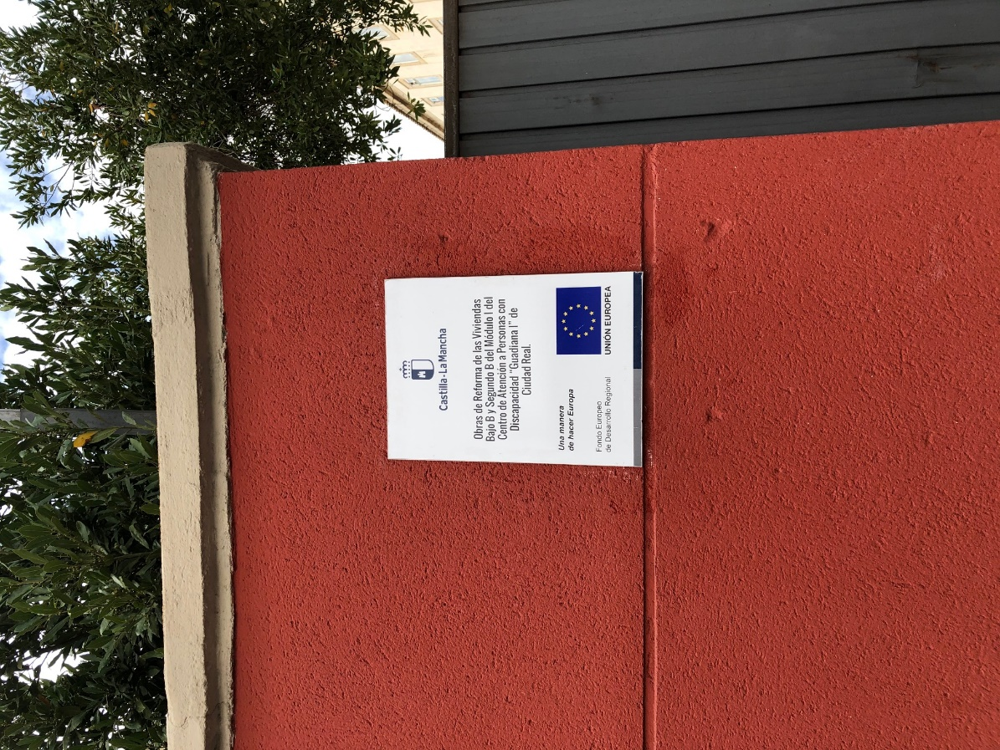 Castilla-La Mancha
Obras de Reforma de las Viviendas
Bajo B y Segundo B del Módulo I del
Centro de Atención a Personas con
Discapacidad "Guadiana I" de
Ciudad Real.
Una manera
de hacer Europa
Fondo Europeo
de Desarrollo Regional
UNIÓN EUROPEA